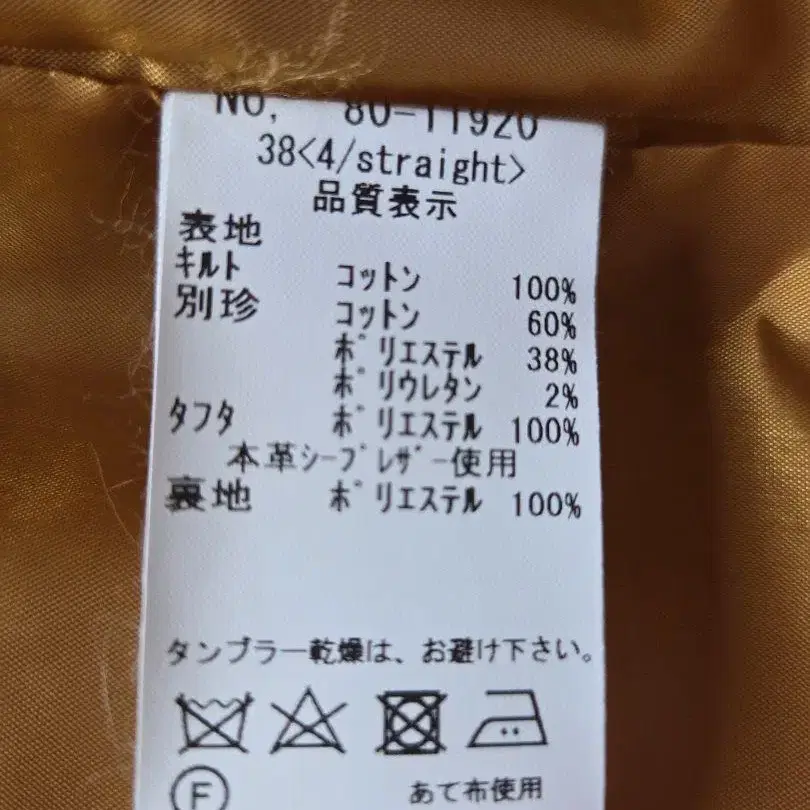 NO, 80-11920
38<4/straight>
品質表示
表地
キルト コットン 100%
別珍 コットン 60%
ポリエステル 38%
ポリウレタン 2%
タフタ ポリエステル 100%
本革シープレザー使用
裏地 ポリエステル 100%
タンブラー乾燥は、お避け下さい。
F
あて布使用